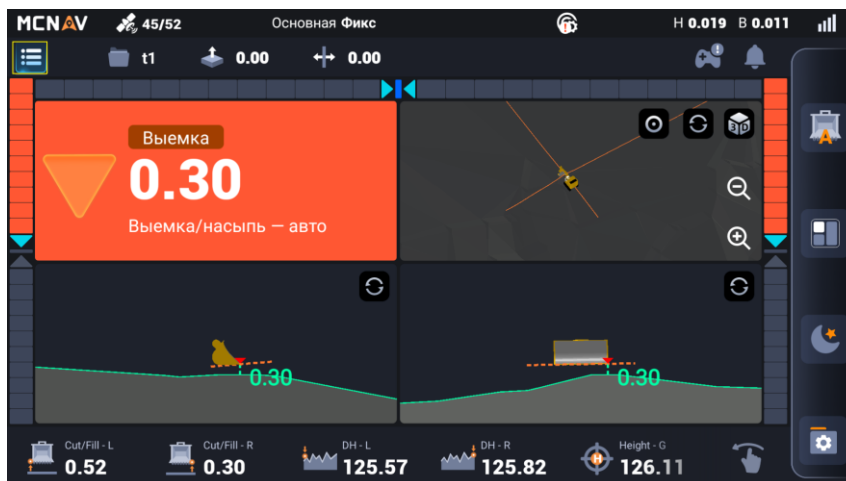 MCNAV 45/52 Основная Фикс H 0.019 B 0.011
t1 0.00 0.00
Выемка
0.30
Выемка/насыпь — авто
3D
A
0.30
0.30
Cut/Fill - L
0.52
Cut/Fill - R
0.30
DH - L
125.57
DH - R
125.82
H
Height - G
126.11